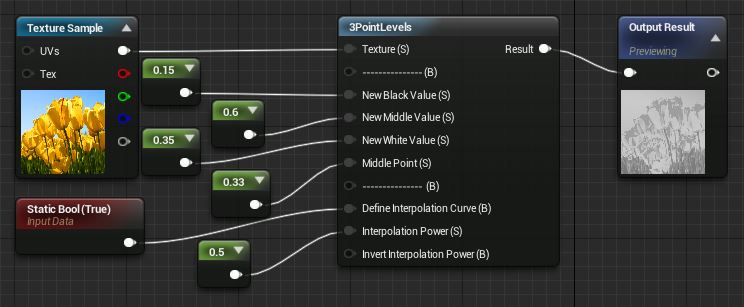 Texture Sample
UVs
Tex
0.15
0.6
0.35
0.33
Static Bool (True)
Input Data
0.5
3PointLevels
Texture (S)
Result
--------------- (B)
New Black Value (S)
New Middle Value (S)
New White Value (S)
Middle Point (S)
--------------- (B)
Define Interpolation Curve (B)
Interpolation Power (S)
Invert Interpolation Power (B)
Output Result
Previewing